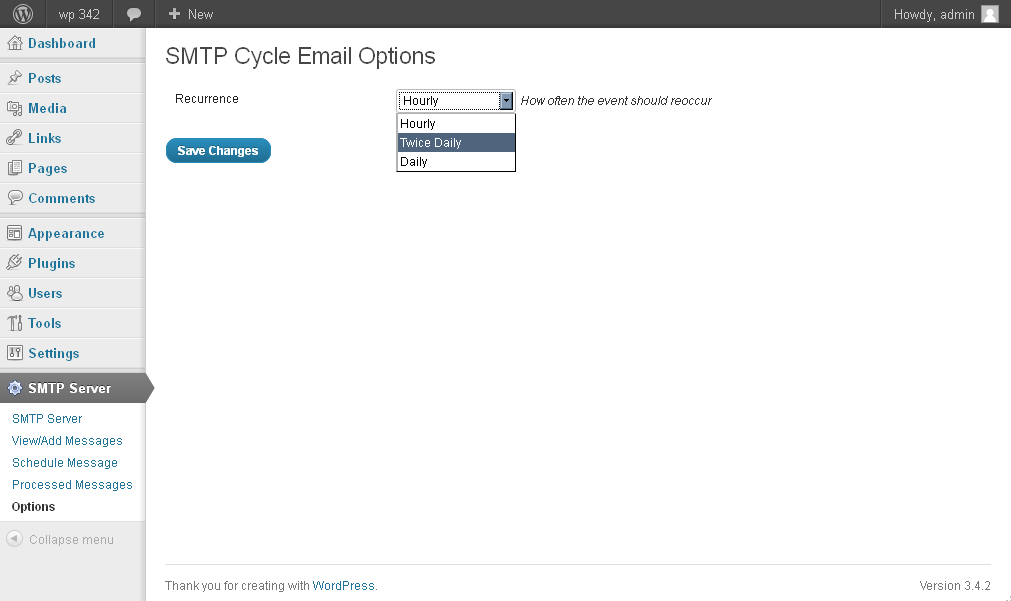 wp 342
New
Howdy, admin
Dashboard
Posts
Media
Links
Pages
Comments
Appearance
Plugins
Users
Tools
Settings
SMTP Server
SMTP Server
View/Add Messages
Schedule Message
Processed Messages
Options
Collapse menu
SMTP Cycle Email Options
Recurrence
Hourly
How often the event should reoccur
Hourly
Twice Daily
Daily
Save Changes
Thank you for creating with WordPress.
Version 3.4.2